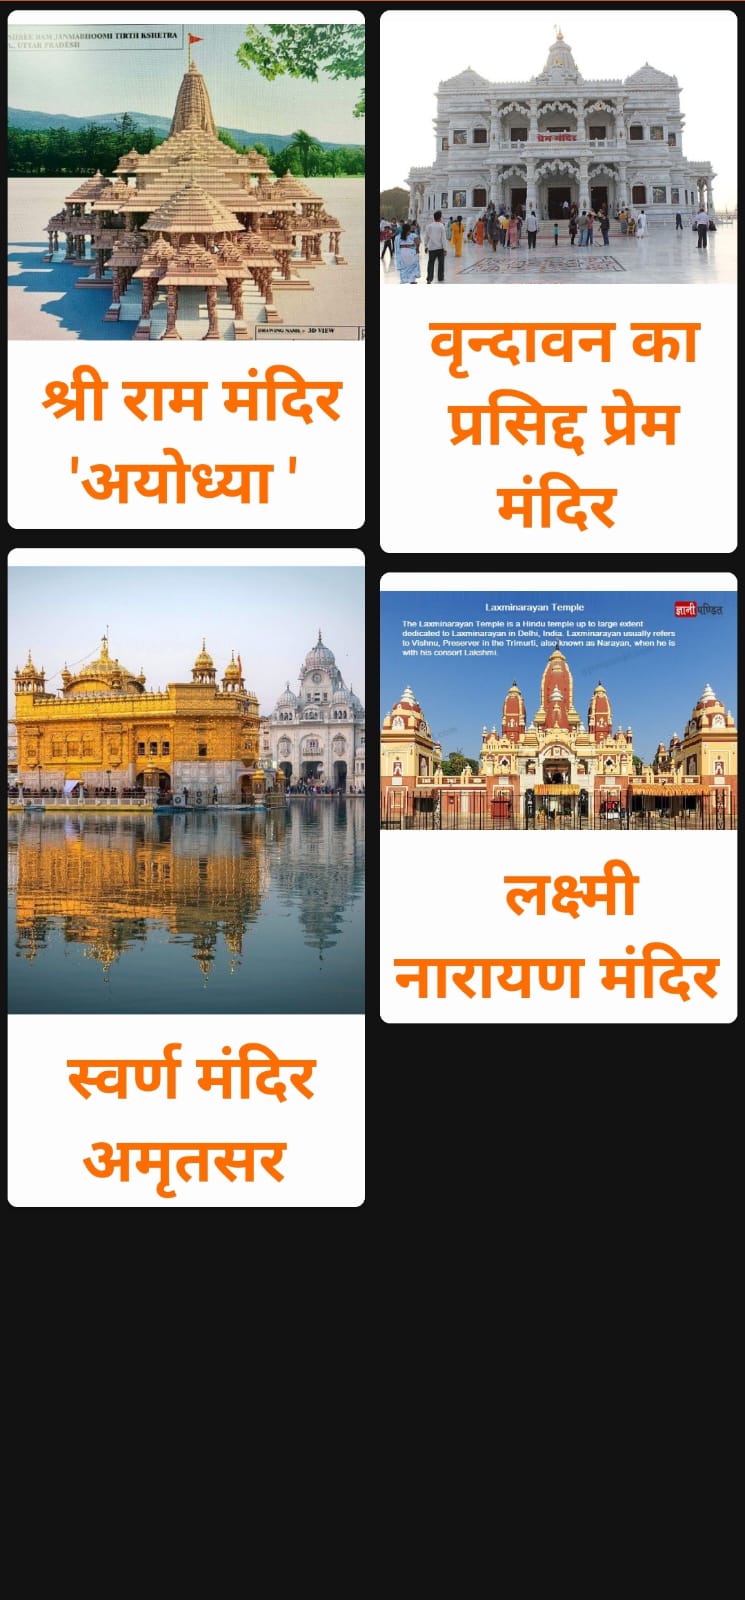 SHREE RAM JANMABHOOMI TIRTH KSHETRA
UTTAR PRADESH
DRAWING NAME :- 3D VIEW
श्री राम मंदिर
'अयोध्या '
प्रेम मंदिर
वृन्दावन का
प्रसिद्द प्रेम
मंदिर
स्वर्ण मंदिर
अमृतसर
Laxminarayan Temple
ज्ञानी पण्डित
The Laxminarayan Temple is a Hindu temple up to large extent
dedicated to Laxminarayan in Delhi, India. Laxminarayan usually refers
to Vishnu, Preserver in the Trimurti, also known as Narayan, when he is
with his consort Lakshmi.
लक्ष्मी
नारायण मंदिर